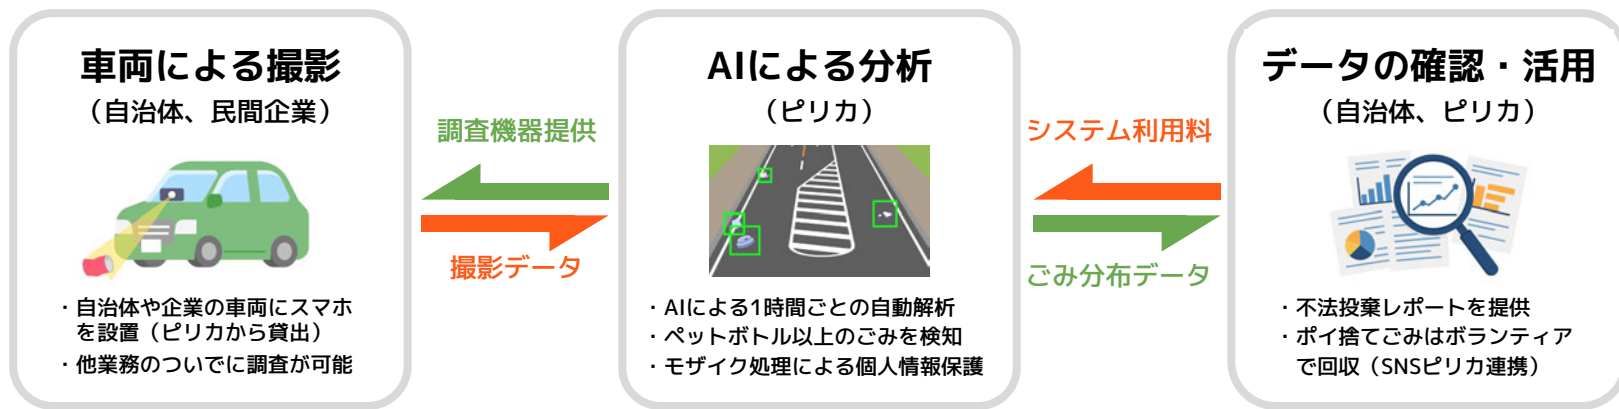 車両による撮影
（自治体、民間企業）
・自治体や企業の車両にスマホ
を設置（ピリカから貸出）
・他業務のついでに調査が可能
調査機器提供
撮影データ
AIによる分析
（ピリカ）
・AIによる1時間ごとの自動解析
・ペットボトル以上のごみを検知
・モザイク処理による個人情報保護
システム利用料
ごみ分布データ
データの確認・活用
（自治体、ピリカ）
・不法投棄レポートを提供
・ポイ捨てごみはボランティア
で回収（SNSピリカ連携）